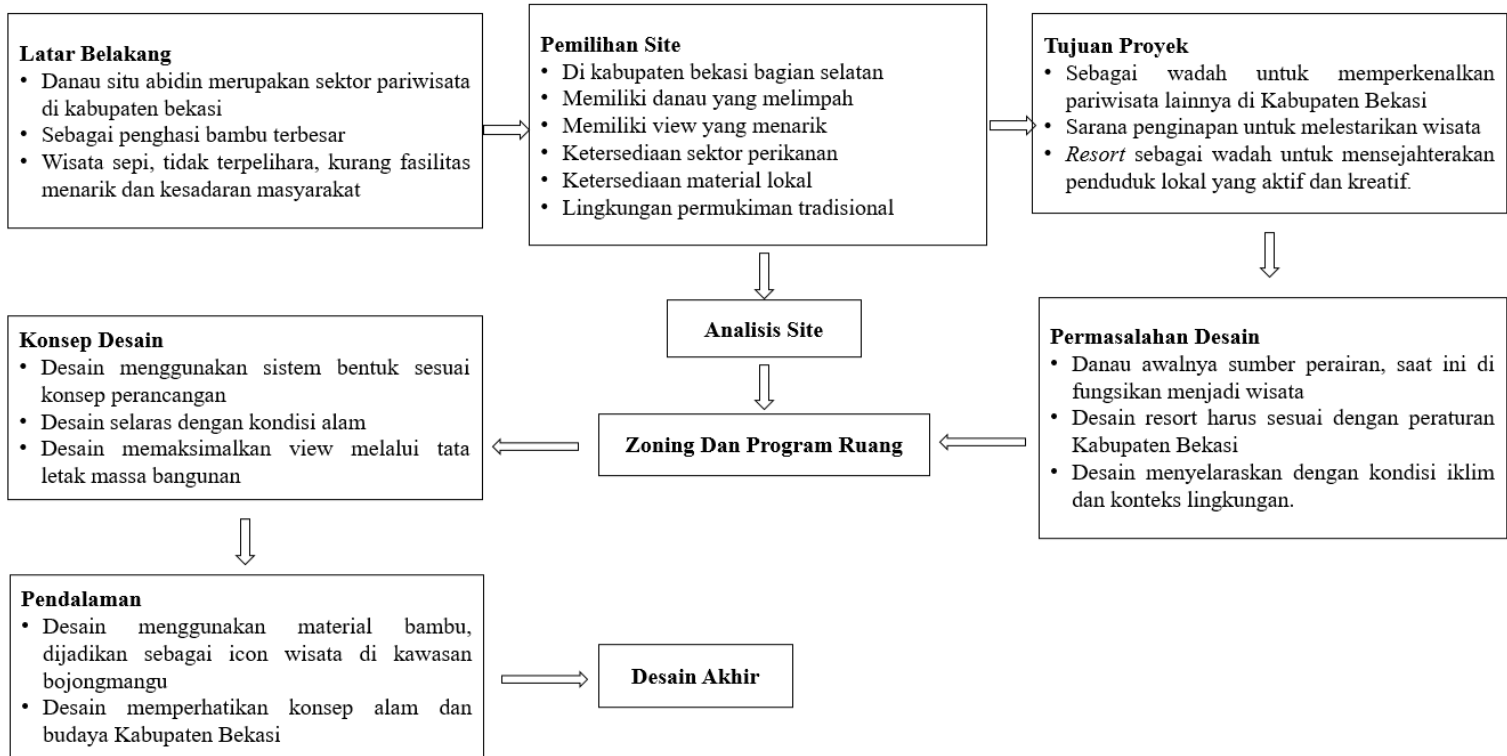 Latar Belakang
• Danau situ abidin merupakan sektor pariwisata
di kabupaten bekasi
• Sebagai penghasi bambu terbesar
• Wisata sepi, tidak terpelihara, kurang fasilitas
menarik dan kesadaran masyarakat
Pemilihan Site
• Di kabupaten bekasi bagian selatan
• Memiliki danau yang melimpah
• Memiliki view yang menarik
• Ketersediaan sektor perikanan
• Ketersediaan material lokal
• Lingkungan permukiman tradisional
Tujuan Proyek
• Sebagai wadah untuk memperkenalkan
pariwisata lainnya di Kabupaten Bekasi
• Sarana penginapan untuk melestarikan wisata
• Resort sebagai wadah untuk mensejahterakan
penduduk lokal yang aktif dan kreatif.
Analisis Site
Permasalahan Desain
• Danau awalnya sumber perairan, saat ini di
fungsikan menjadi wisata
• Desain resort harus sesuai dengan peraturan
Kabupaten Bekasi
• Desain menyelaraskan dengan kondisi iklim
dan konteks lingkungan.
Zoning Dan Program Ruang
Konsep Desain
• Desain menggunakan sistem bentuk sesuai
konsep perancangan
• Desain selaras dengan kondisi alam
• Desain memaksimalkan view melalui tata
letak massa bangunan
Pendalaman
• Desain menggunakan material bambu,
dijadikan sebagai icon wisata di kawasan
bojongmangu
• Desain memperhatikan konsep alam dan
budaya Kabupaten Bekasi
Desain Akhir